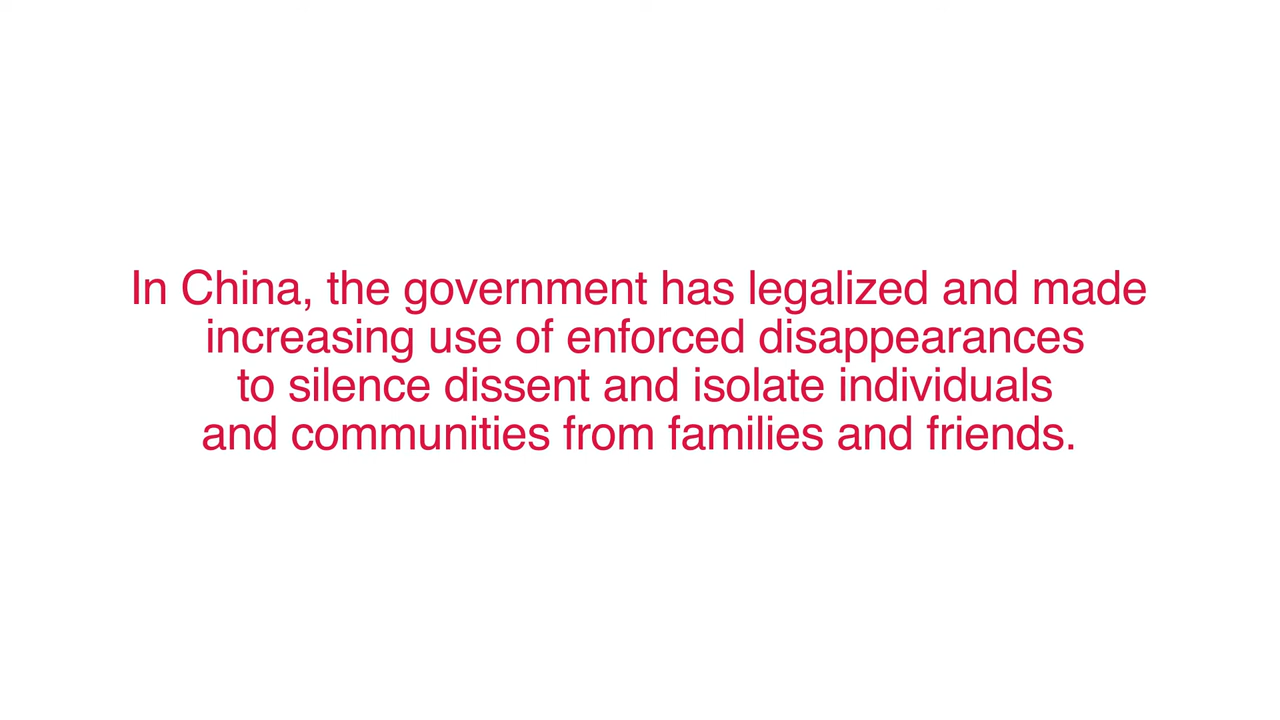 In China, the government has legalized and made
increasing use of enforced disappearances
to silence dissent and isolate individuals
and communities from families and friends.